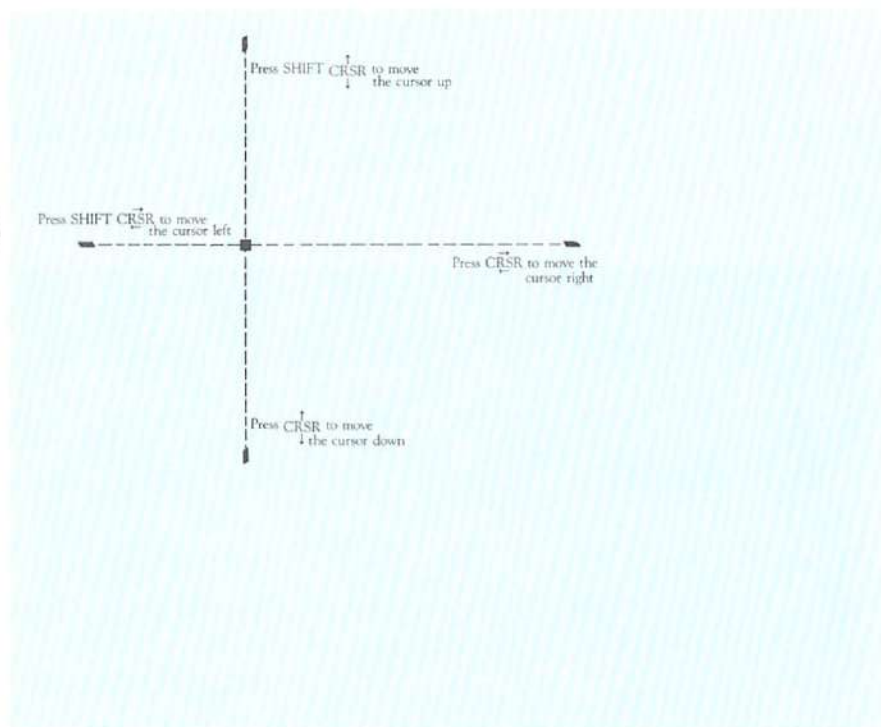 Press SHIFT CRSR to move
the cursor up
Press SHIFT CRSR to move
the cursor left
Press CRSR to move the
cursor right
Press CRSR to move
the cursor down